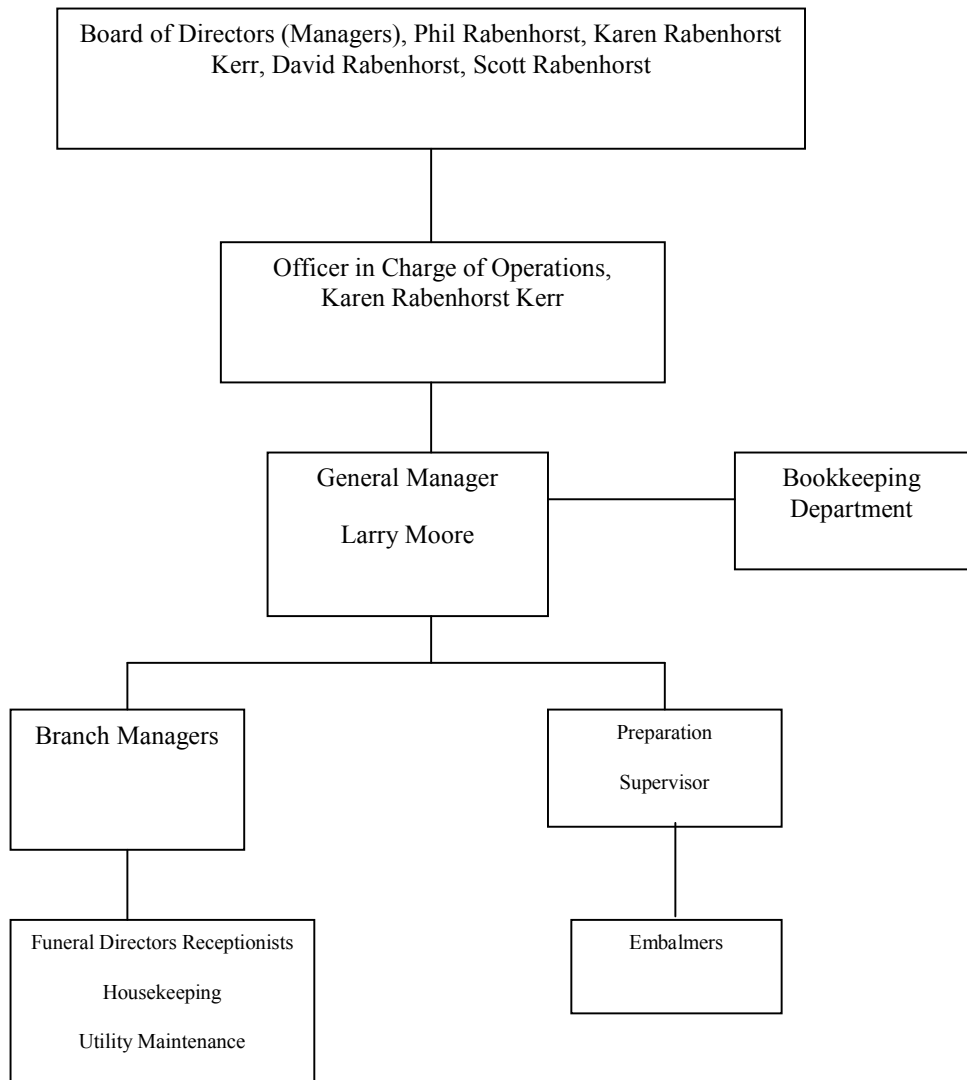 Board of Directors (Managers), Phil Rabenhorst, Karen Rabenhorst
Kerr, David Rabenhorst, Scott Rabenhorst
Officer in Charge of Operations,
Karen Rabenhorst Kerr
General Manager
Larry Moore
Bookkeeping
Department
Branch Managers
Preparation
Supervisor
Funeral Directors Receptionists
Housekeeping
Utility Maintenance
Embalmers